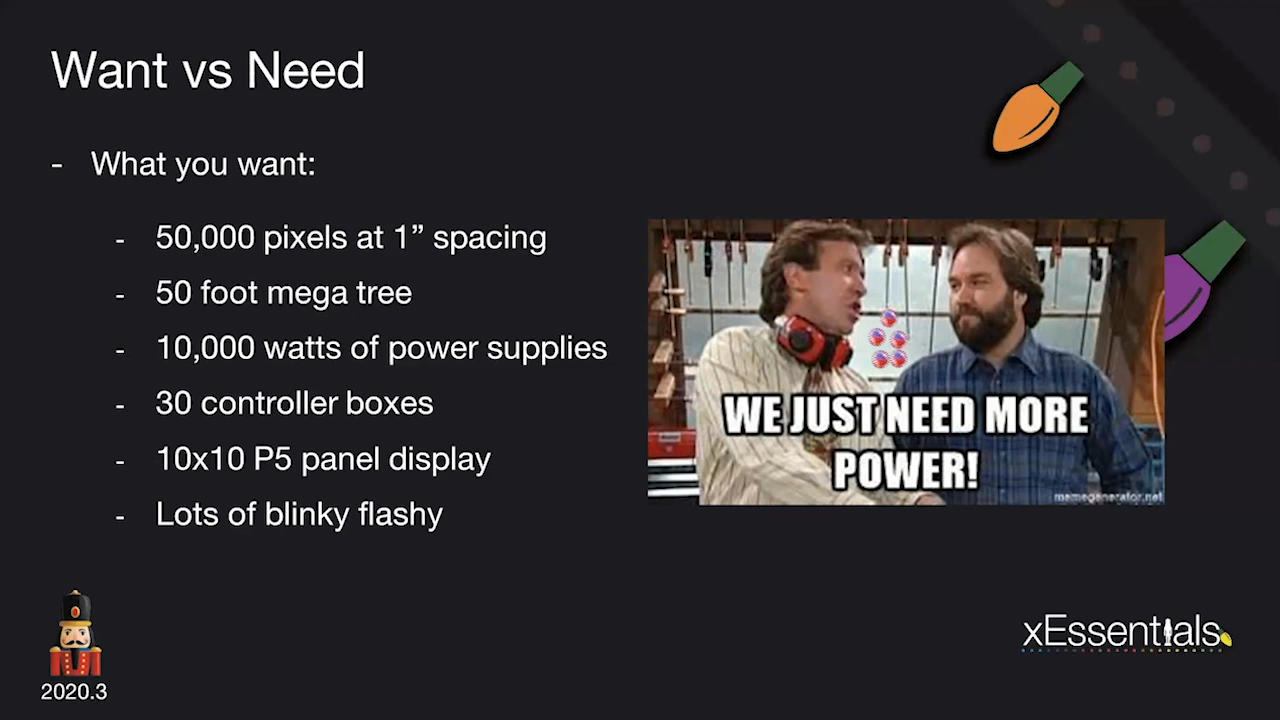 Want vs Need
- What you want:
- 50,000 pixels at 1” spacing
- 50 foot mega tree
- 10,000 watts of power supplies
- 30 controller boxes
- 10x10 P5 panel display
- Lots of blinky flashy
WE JUST NEED MORE
POWER!
memegenerator.net
xEssentials
2020.3